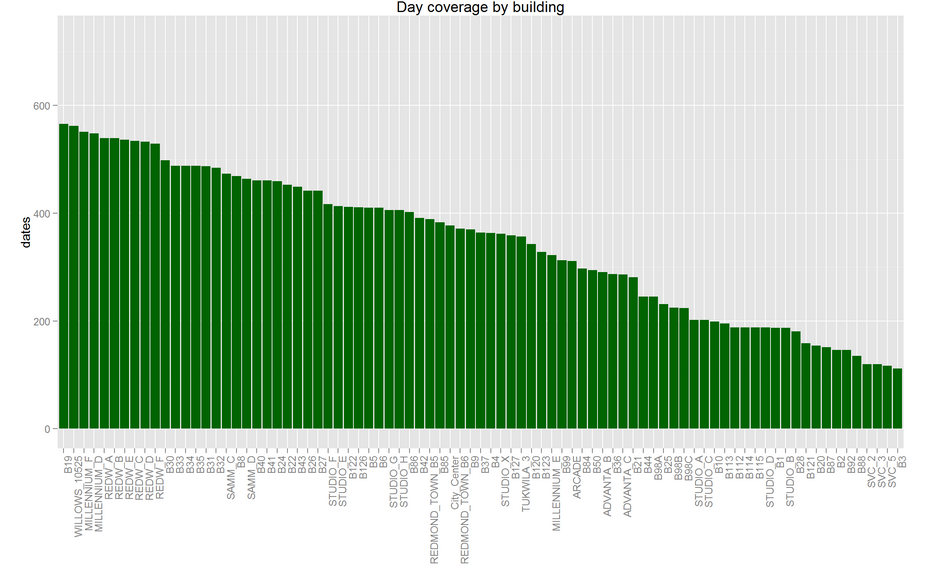 Day coverage by building
600
400
200
0
dates
B19
WILLOWS_10525
MILLENNIUM_F
MILLENNIUM_D
REDW_A
REDW_B
REDW_E
REDW_C
REDW_D
REDW_F
B30
B33
B34
B35
B31
B32
SAMM_C
B8
SAMM_D
B40
B41
B24
B22
B43
B26
B27
STUDIO_F
STUDIO_E
B122
B126
B5
B6
STUDIO_G
STUDIO_H
B86
B42
REDMOND_TOWN_B5
B85
City_Center
REDMOND_TOWN_B6
B9
B37
B4
STUDIO_X
B127
TUKWILA_3
B120
B123
MILLENNIUM_E
B99
ARCADE
B84
B50
ADVANTA_B
B36
ADVANTA_C
B21
B44
B98A
B25
B98B
B98C
STUDIO_A
STUDIO_C
B10
B113
B112
B114
B115
STUDIO_D
B1
STUDIO_B
B28
B121
B20
B87
B2
B92
B88
SVC_2
SVC_3
SVC_5
B3